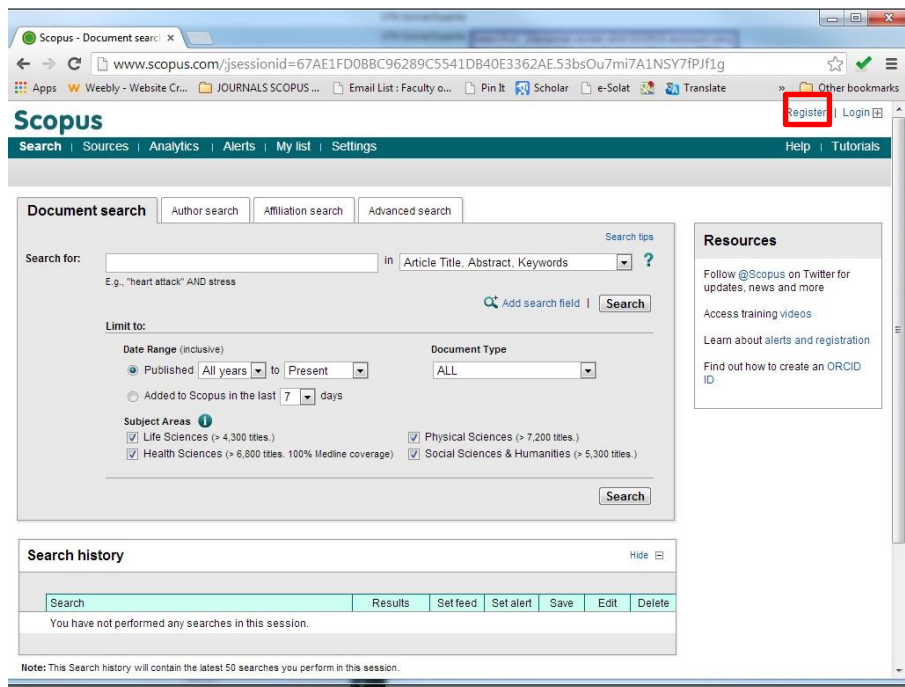 Scopus - Document searc
www.scopus.com/;jsessionid=67AE1FD0BBC96289C5541DB40E3362AE.53bsOu7mi7A1NSY7fPJf1g
Apps Weebly - Website Cr... JOURNALS SCOPUS ... Email List : Faculty o... Pin It Scholar e-Solat Translate » Other bookmarks
Scopus
Register | Login
Search | Sources | Analytics | Alerts | My list | Settings Help | Tutorials
Document search Author search Affiliation search Advanced search
Search tips
Search for: in Article Title, Abstract, Keywords ?
E.g., "heart attack" AND stress
Add search field | Search
Limit to:
Date Range (inclusive) Document Type
Published All years to Present ALL
Added to Scopus in the last 7 days
Subject Areas i
Life Sciences (> 4,300 titles.) Physical Sciences (> 7,200 titles.)
Health Sciences (> 6,800 titles. 100% Medline coverage) Social Sciences & Humanities (> 5,300 titles.)
Search
Resources
Follow @Scopus on Twitter for
updates, news and more
Access training videos
Learn about alerts and registration
Find out how to create an ORCID
ID
Search history Hide
Search Results Set feed Set alert Save Edit Delete
You have not performed any searches in this session.
Note: This Search history will contain the latest 50 searches you perform in this session.